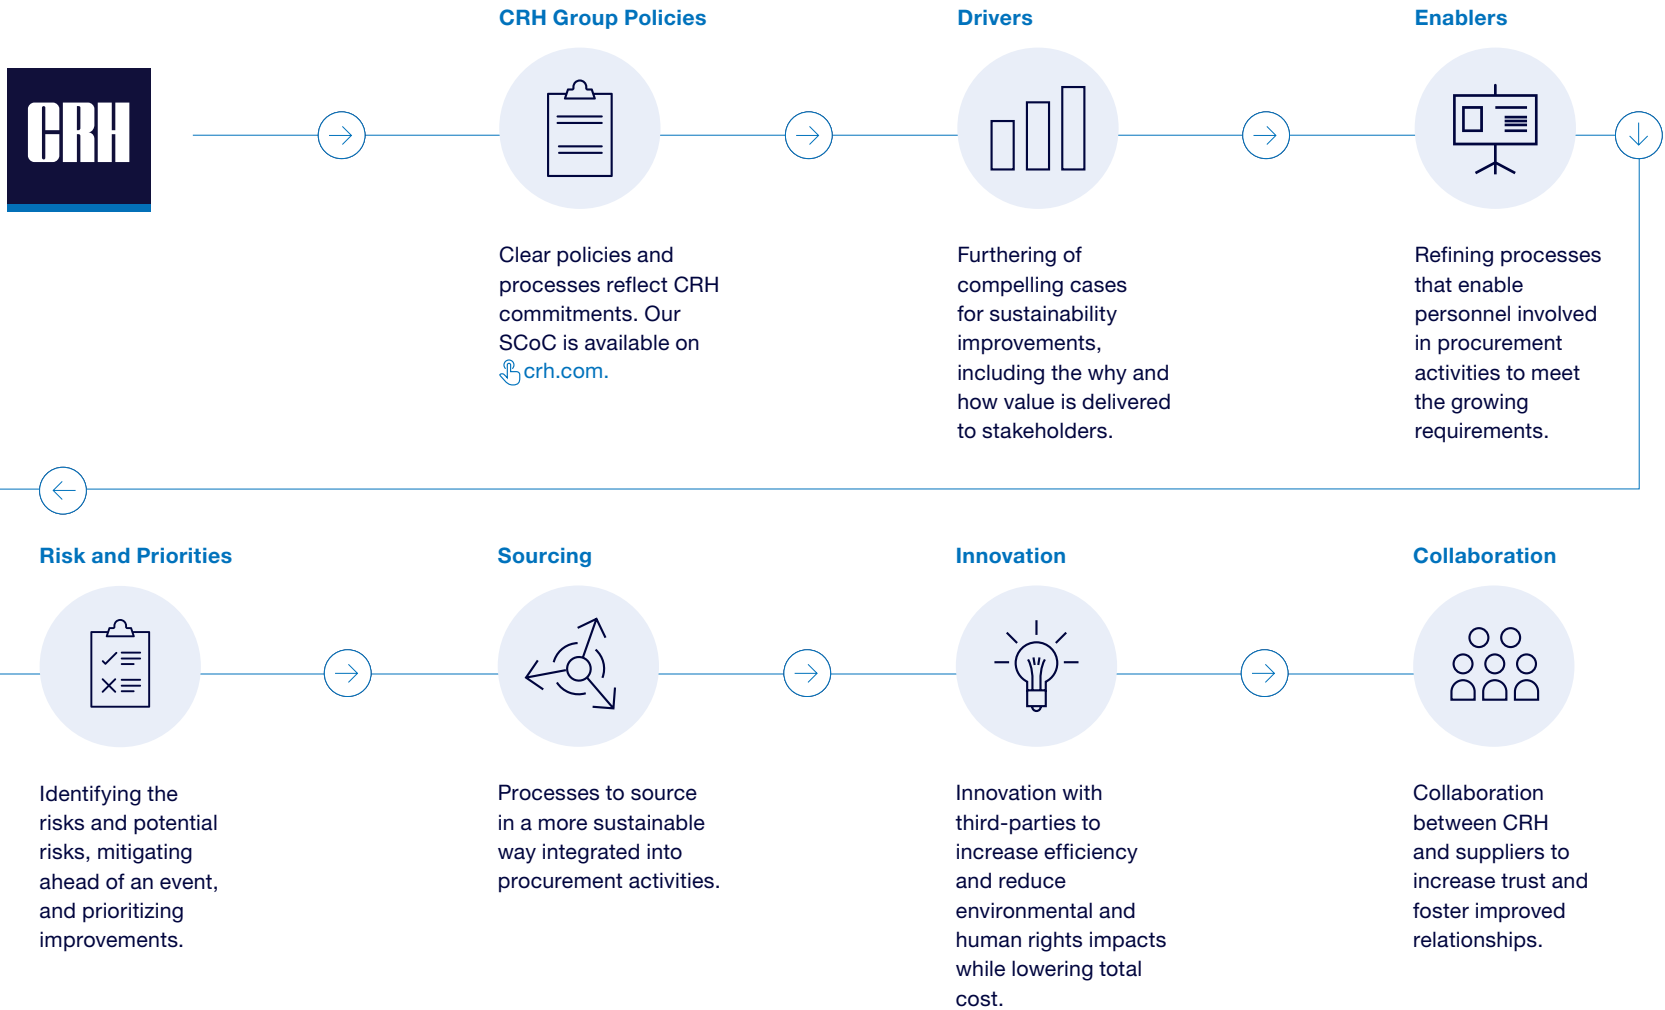 CRH Group Policies
Drivers
Enablers
CRH
Clear policies and
processes reflect CRH
commitments. Our
SCoC is available on
crh.com.
Furthering of
compelling cases
for sustainability
improvements,
including the why and
how value is delivered
to stakeholders.
Refining processes
that enable
personnel involved
in procurement
activities to meet
the growing
requirements.
Risk and Priorities
Sourcing
Innovation
Collaboration
Identifying the
risks and potential
risks, mitigating
ahead of an event,
and prioritizing
improvements.
Processes to source
in a more sustainable
way integrated into
procurement activities.
Innovation with
third-parties to
increase efficiency
and reduce
environmental and
human rights impacts
while lowering total
cost.
Collaboration
between CRH
and suppliers to
increase trust and
foster improved
relationships.